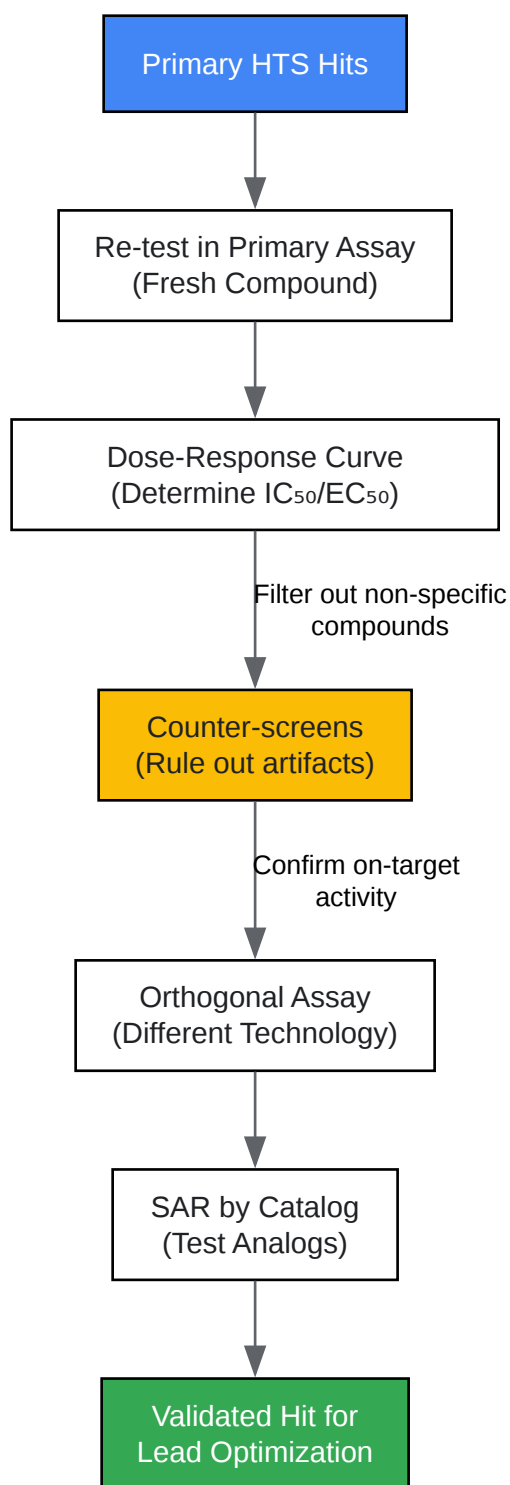 Primary HTS Hits
Re-test in Primary Assay
(Fresh Compound)
Dose-Response Curve
(Determine IC₅₀/EC₅₀)
Filter out non-specific
compounds
Counter-screens
(Rule out artifacts)
Confirm on-target
activity
Orthogonal Assay
(Different Technology)
SAR by Catalog
(Test Analogs)
Validated Hit for
Lead Optimization